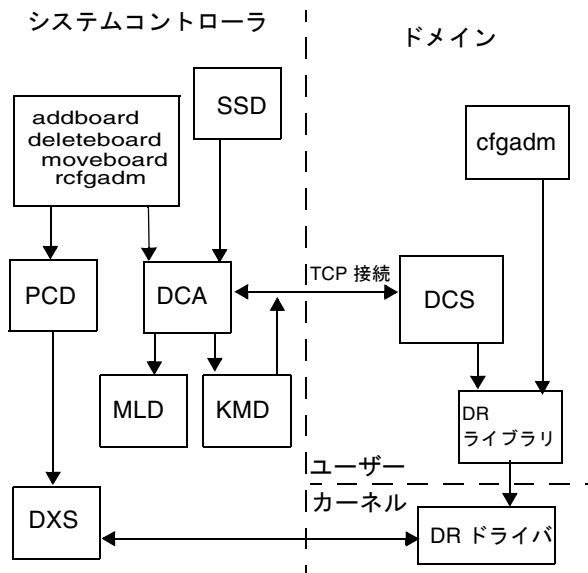 システムコントローラ
ドメイン
addboard
deleteboard
moveboard
rcfgadm
SSD
cfgadm
PCD
DCA
TCP 接続
DCS
MLD
KMD
DR
ライブラリ
ユーザー
カーネル
DXS
DR ドライバ